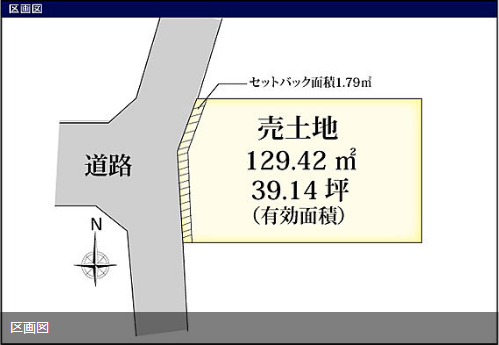 区画図
セットバック面積1.79㎡
売土地
129.42 ㎡
39.14 坪
(有効面積)
道路
N
区画図